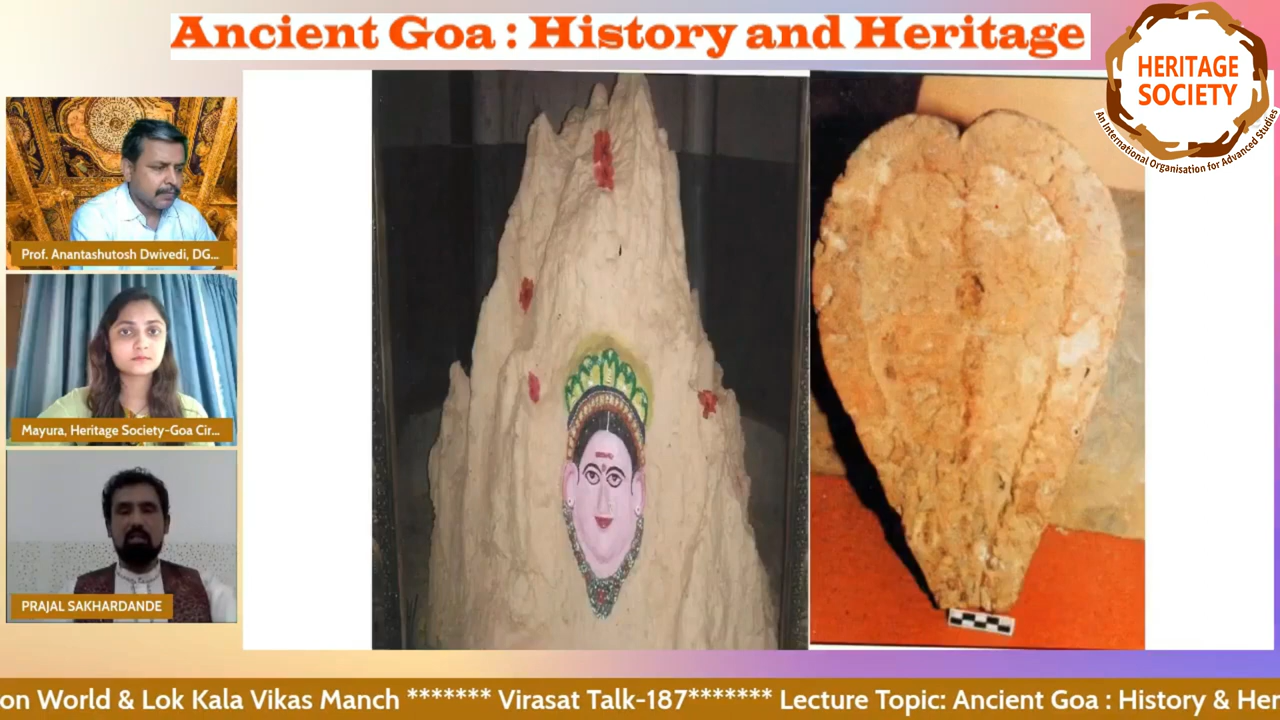 Ancient Goa : History and Heritage
HERITAGE
SOCIETY
An International Organisation for Advanced Studies
Prof. Anantashutosh Dwivedi, DG...
Mayura, Heritage Society-Goa Cir...
PRAJAL SAKHARDANDE
on World & Lok Kala Vikas Manch ******* Virasat Talk-187******* Lecture Topic: Ancient Goa : History & Her